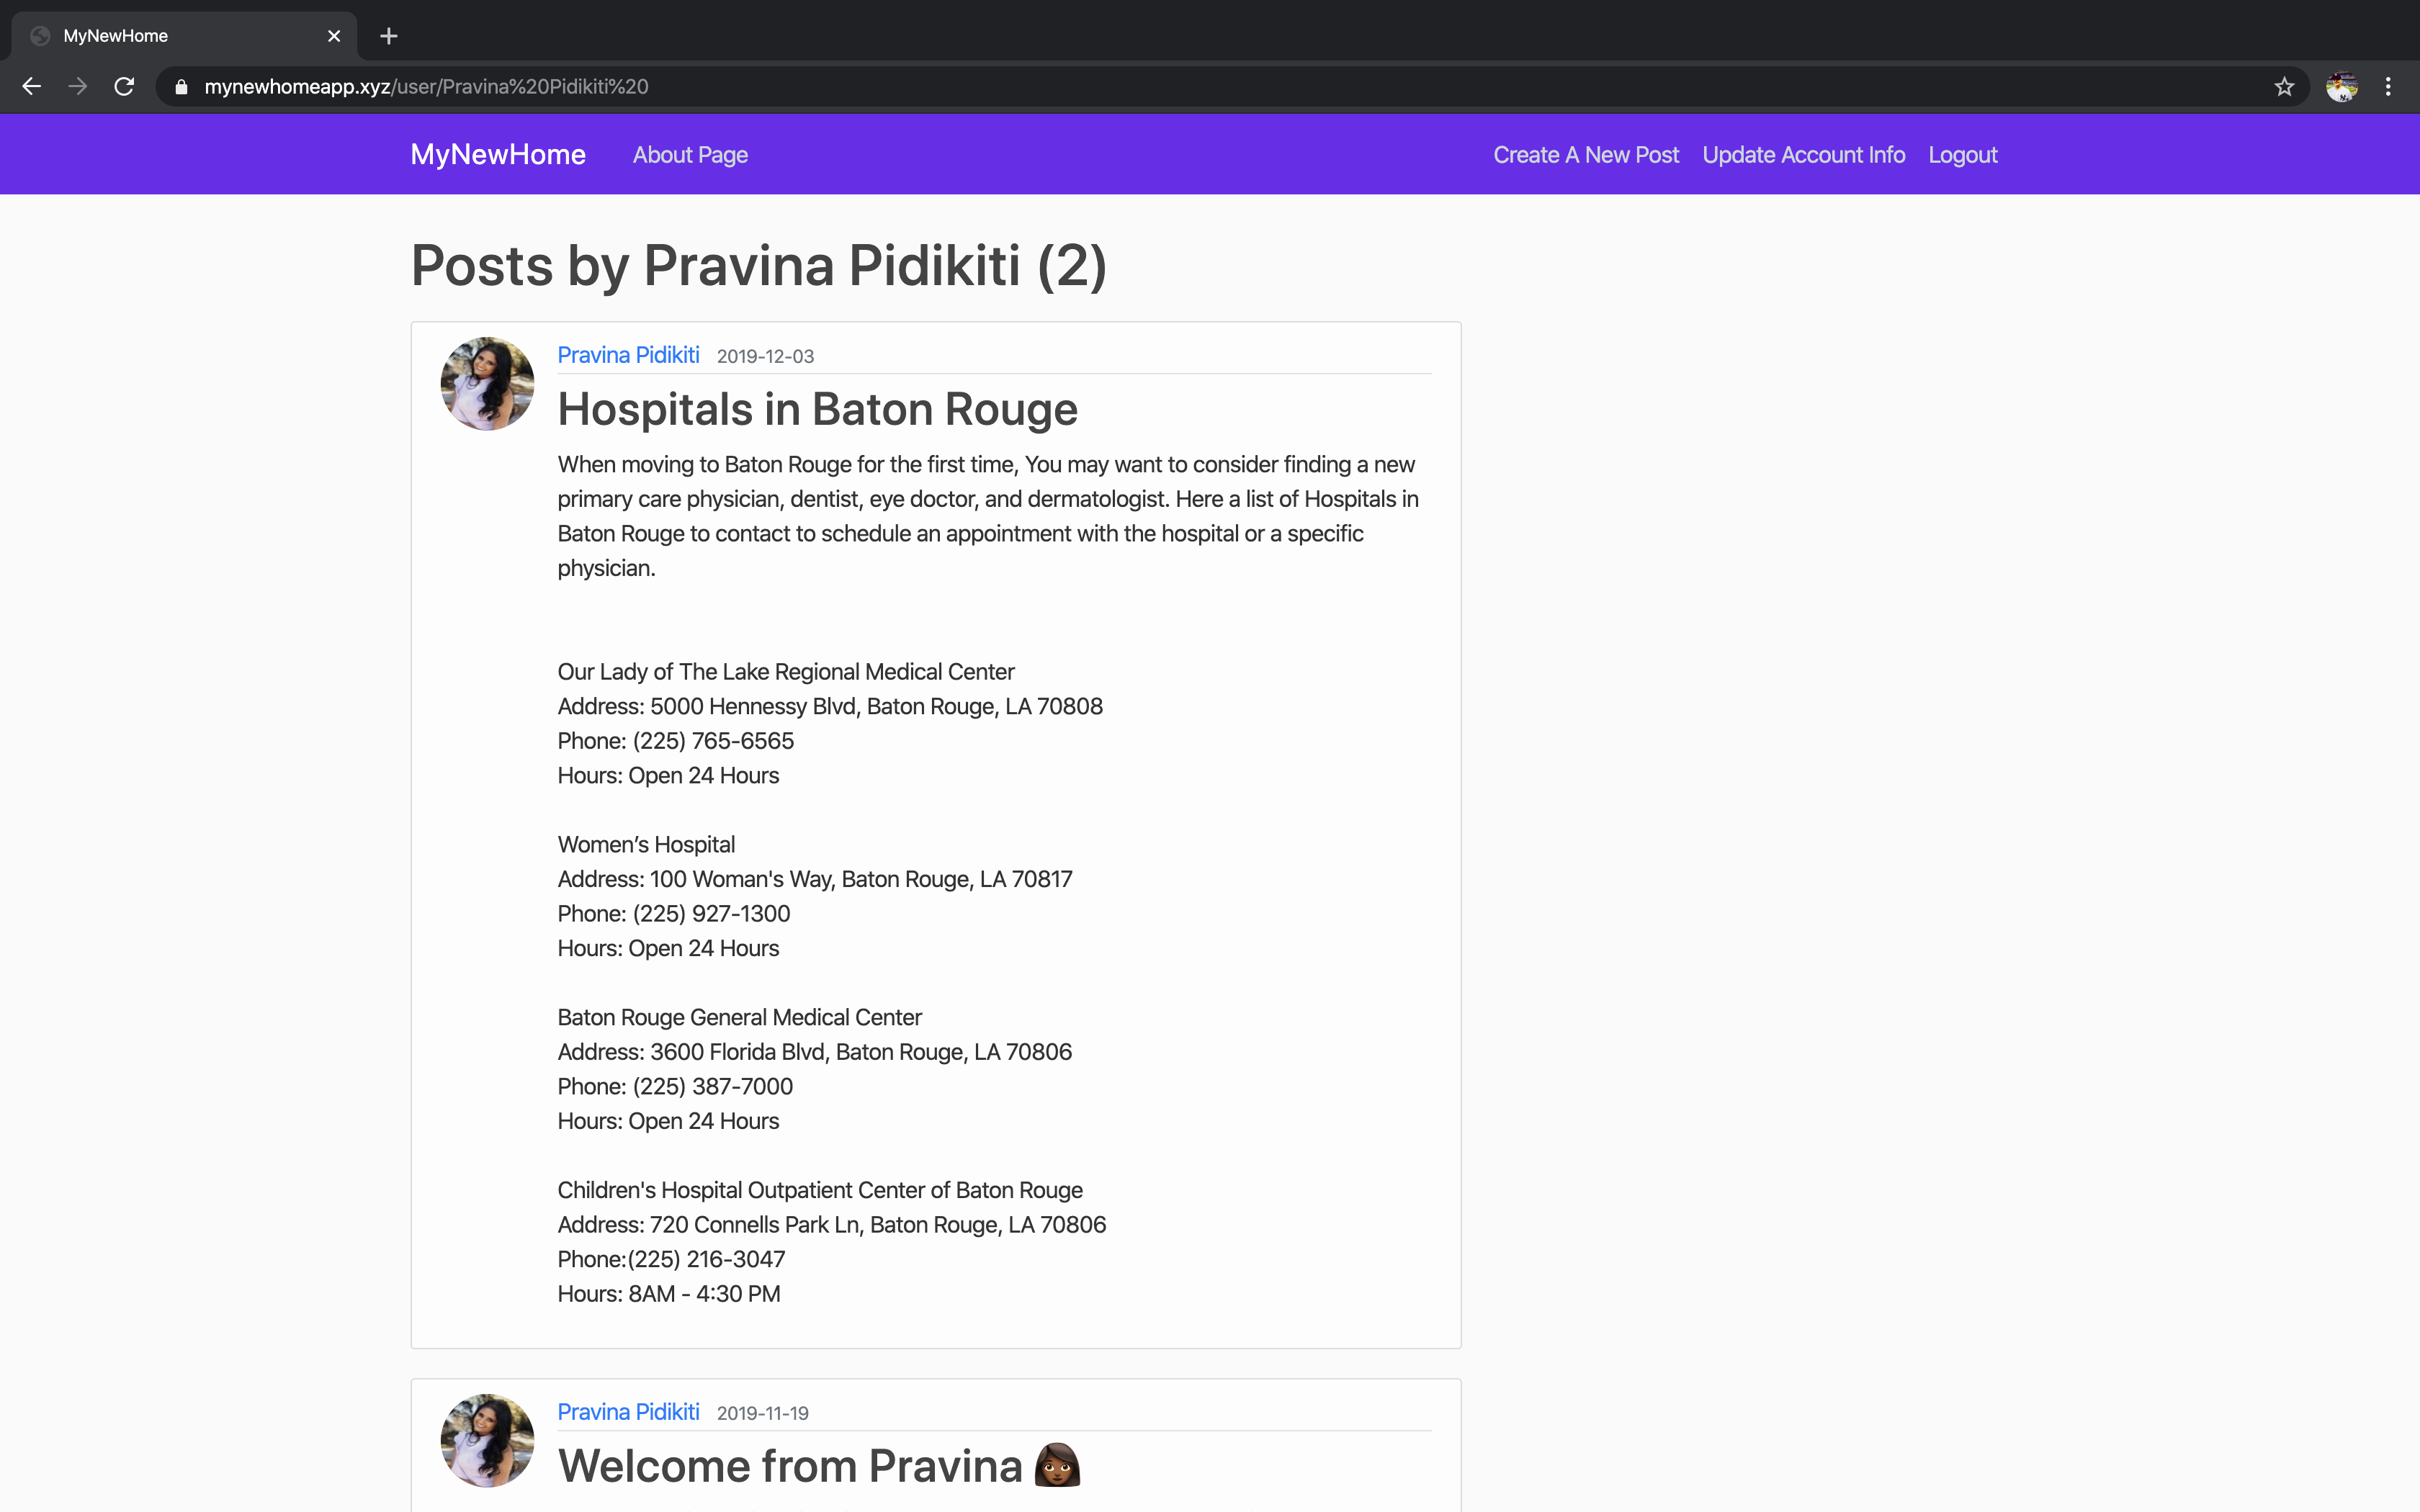 MyNewHome
mynewhomeapp.xyz/user/Pravina%20Pidikiti%20
MyNewHome About Page Create A New Post Update Account Info Logout
Posts by Pravina Pidikiti (2)
Pravina Pidikiti 2019-12-03
Hospitals in Baton Rouge
When moving to Baton Rouge for the first time, You may want to consider finding a new
primary care physician, dentist, eye doctor, and dermatologist. Here a list of Hospitals in
Baton Rouge to contact to schedule an appointment with the hospital or a specific
physician.
Our Lady of The Lake Regional Medical Center
Address: 5000 Hennessy Blvd, Baton Rouge, LA 70808
Phone: (225) 765-6565
Hours: Open 24 Hours
Women’s Hospital
Address: 100 Woman's Way, Baton Rouge, LA 70817
Phone: (225) 927-1300
Hours: Open 24 Hours
Baton Rouge General Medical Center
Address: 3600 Florida Blvd, Baton Rouge, LA 70806
Phone: (225) 387-7000
Hours: Open 24 Hours
Children's Hospital Outpatient Center of Baton Rouge
Address: 720 Connells Park Ln, Baton Rouge, LA 70806
Phone:(225) 216-3047
Hours: 8AM - 4:30 PM
Pravina Pidikiti 2019-11-19
Welcome from Pravina 👩🏾